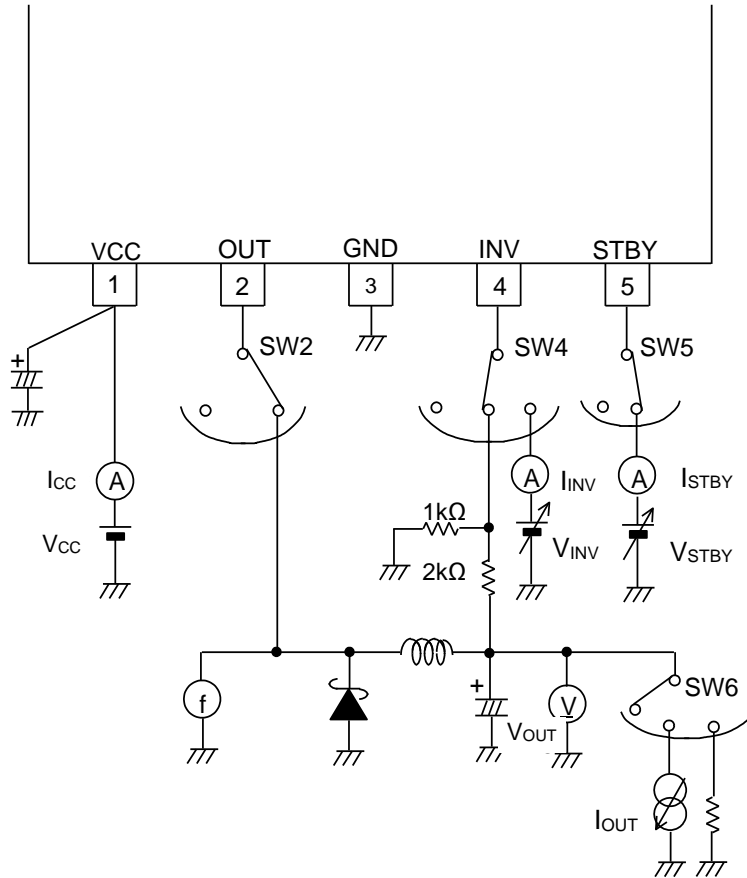 VCC OUT GND INV STBY
1 2 3 4 5
SW2 SW4 SW5
+
ICC A A IINV A ISTBY
1kΩ
VCC VINV VSTBY
2kΩ
SW6
f + V
VOUT
IOUT